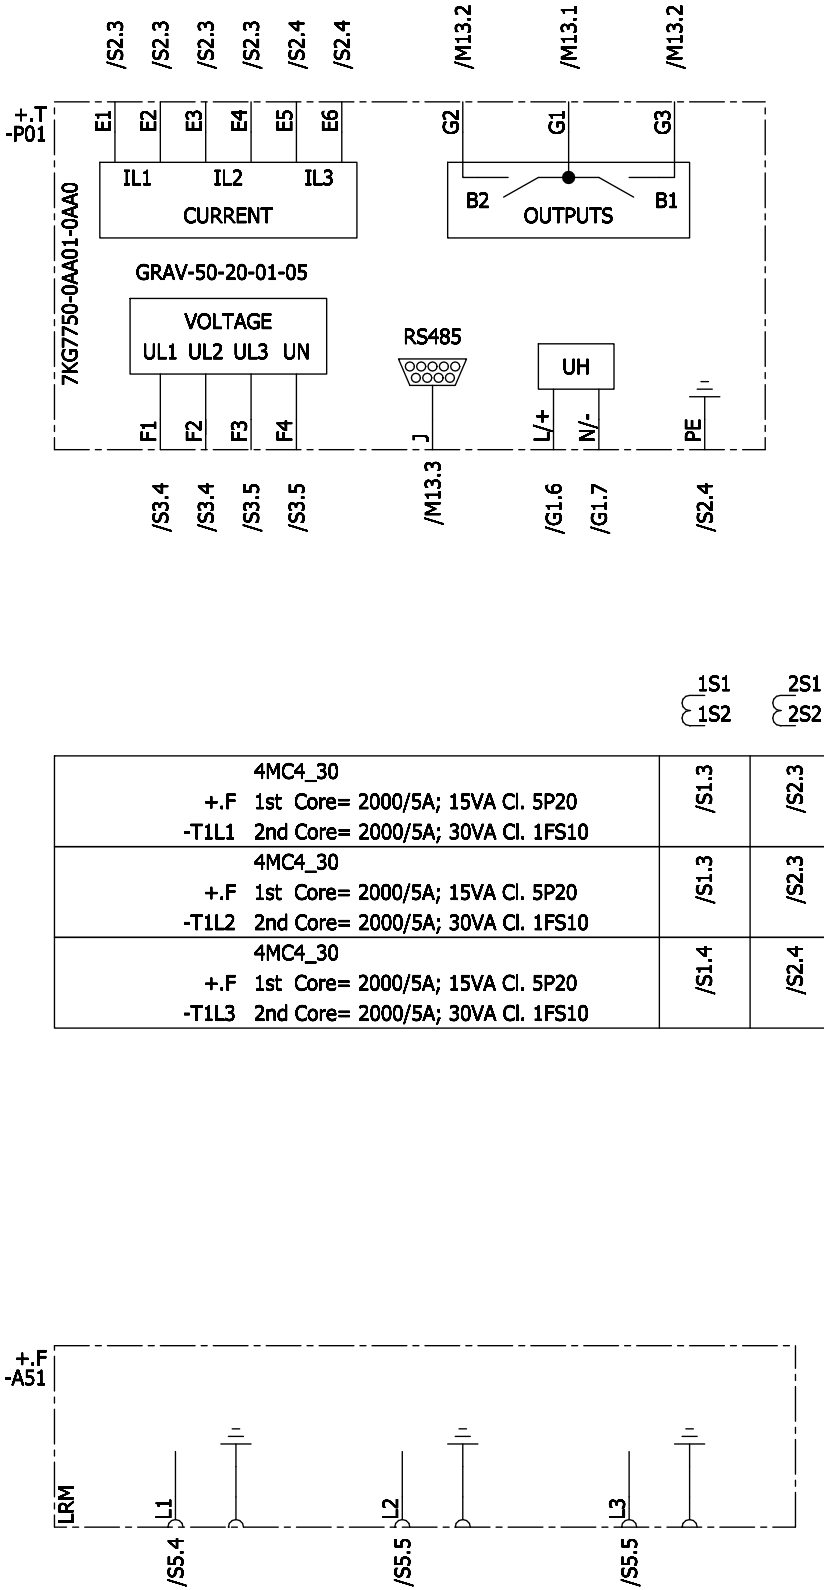 /S2.3 /S2.3 /S2.3 /S2.3 /S2.4 /S2.4 /M13.2 /M13.1 /M13.2
+.T
-P01
E1 E2 E3 E4 E5 E6 G2 G1 G3
IL1 IL2 IL3
CURRENT
B2 B1
OUTPUTS
7KG7750-0AA01-0AA0
GRAV-50-20-01-05
VOLTAGE
UL1 UL2 UL3 UN
RS485
UH
F1 F2 F3 F4 J L/+ N/- PE
/S3.4 /S3.4 /S3.5 /S3.5 /M13.3 /G1.6 /G1.7 /S2.4
1S1 2S1
1S2 2S2
4MC4_30
+.F 1st Core= 2000/5A; 15VA Cl. 5P20 /S1.3 /S2.3
-T1L1 2nd Core= 2000/5A; 30VA Cl. 1FS10
4MC4_30
+.F 1st Core= 2000/5A; 15VA Cl. 5P20 /S1.3 /S2.3
-T1L2 2nd Core= 2000/5A; 30VA Cl. 1FS10
4MC4_30
+.F 1st Core= 2000/5A; 15VA Cl. 5P20 /S1.4 /S2.4
-T1L3 2nd Core= 2000/5A; 30VA Cl. 1FS10
+.F
-A51
LRM L1 L2 L3
/S5.4 /S5.5 /S5.5